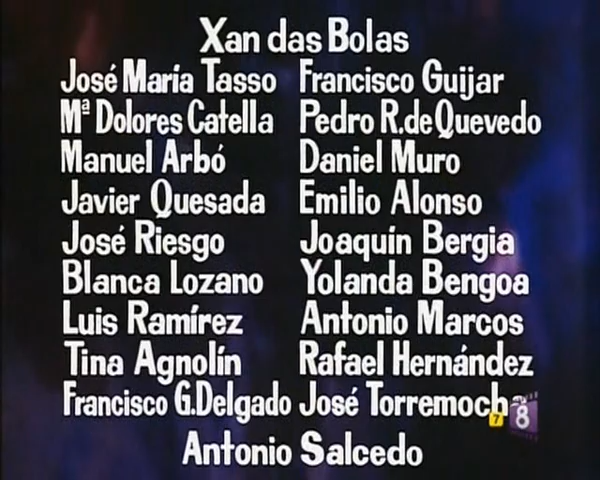 Xan das Bolas
José María Tasso Francisco Guijar
Mª Dolores Catella Pedro R.de Quevedo
Manuel Arbó Daniel Muro
Javier Quesada Emilio Alonso
José Riesgo Joaquín Bergia
Blanca Lozano Yolanda Bengoa
Luis Ramírez Antonio Marcos
Tina Agnolín Rafael Hernández
Francisco G.Delgado José Torremocha
Antonio Salcedo
7 8